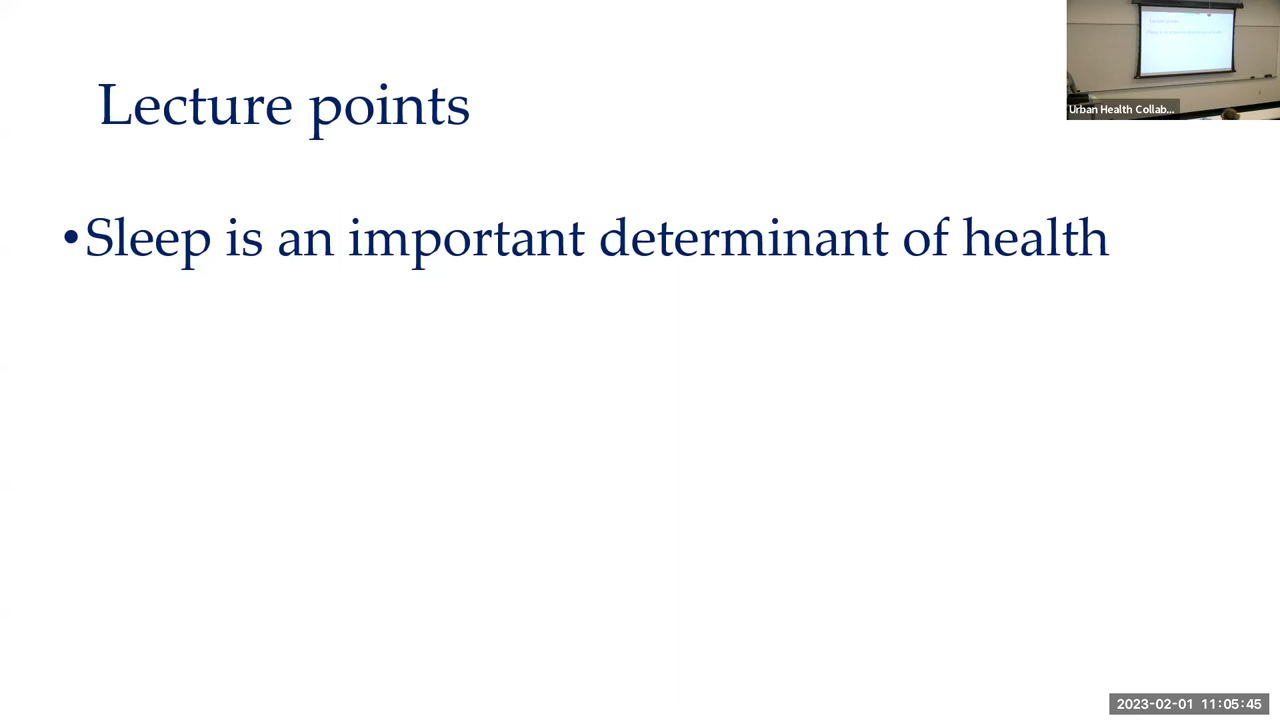 Lecture points
Urban Health Collab...
•Sleep is an important determinant of health
2023-02-01 11:05:45